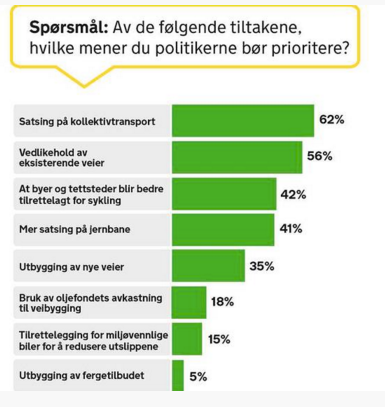 Spørsmål: Av de følgende tiltakene,
hvilke mener du politikerne bør prioritere?
Satsing på kollektivtransport 62%
Vedlikehold av
eksisterende veier 56%
At byer og tettsteder blir bedre
tilrettelagt for sykling 42%
Mer satsing på jernbane 41%
Utbygging av nye veier 35%
Bruk av oljefondets avkastning
til veibygging 18%
Tilrettelegging for miljøvennlige
biler for å redusere utslippene 15%
Utbygging av fergetilbudet 5%